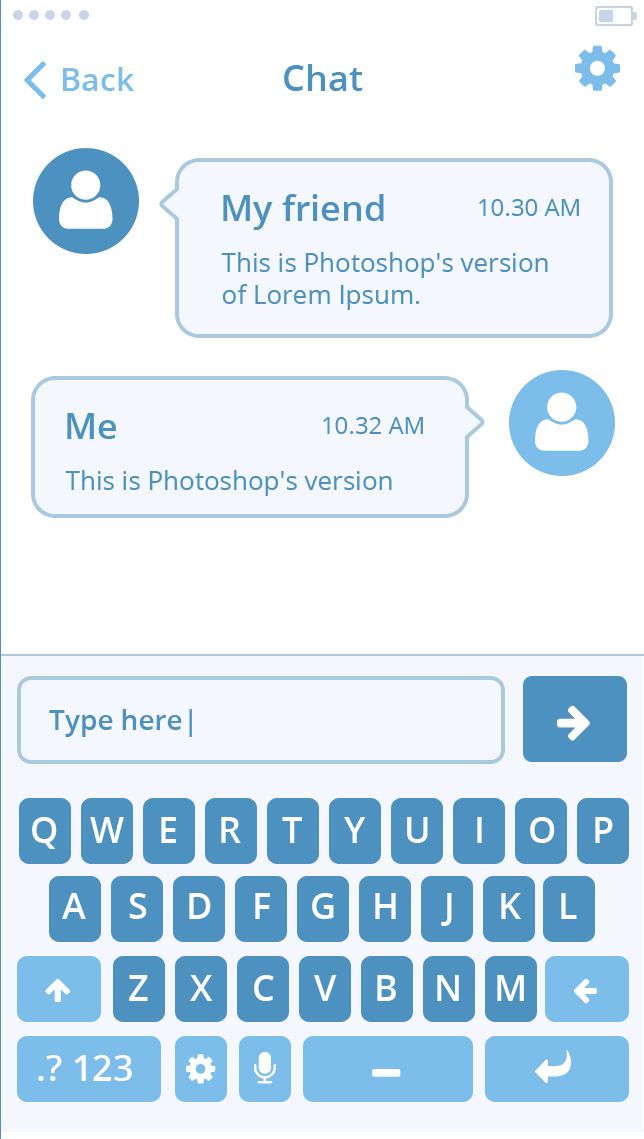 Back
Chat
My friend
10.30 AM
This is Photoshop's version
of Lorem Ipsum.
Me
10.32 AM
This is Photoshop's version
Type here|
Q W E R T Y U I O P
A S D F G H J K L
Z X C V B N M
.? 123